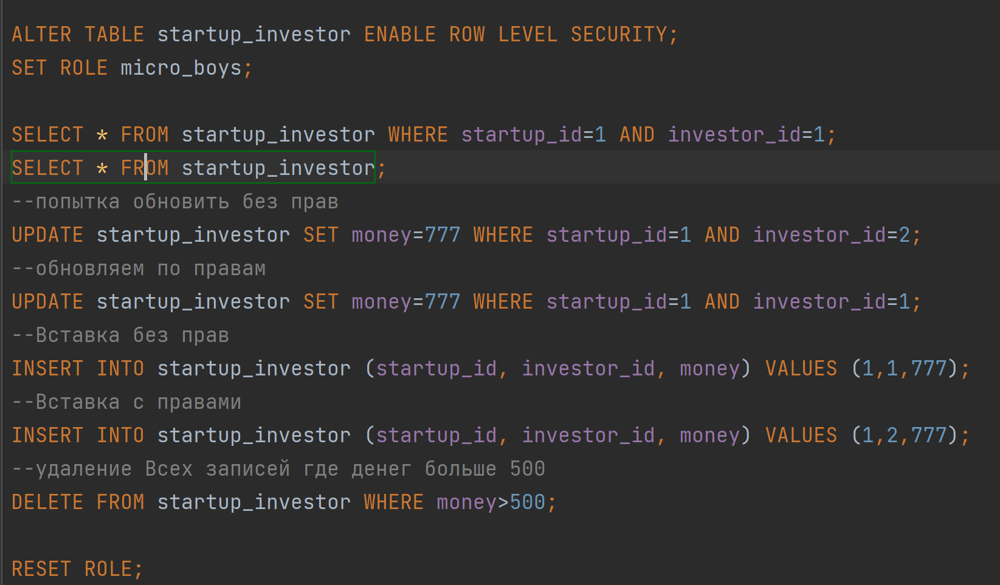 ALTER TABLE startup_investor ENABLE ROW LEVEL SECURITY;
SET ROLE micro_boys;
SELECT * FROM startup_investor WHERE startup_id=1 AND investor_id=1;
SELECT * FROM startup_investor;
--попытка обновить без прав
UPDATE startup_investor SET money=777 WHERE startup_id=1 AND investor_id=2;
--обновляем по правам
UPDATE startup_investor SET money=777 WHERE startup_id=1 AND investor_id=1;
--Вставка без прав
INSERT INTO startup_investor (startup_id, investor_id, money) VALUES (1,1,777);
--Вставка с правами
INSERT INTO startup_investor (startup_id, investor_id, money) VALUES (1,2,777);
--удаление Всех записей где денег больше 500
DELETE FROM startup_investor WHERE money>500;
RESET ROLE;